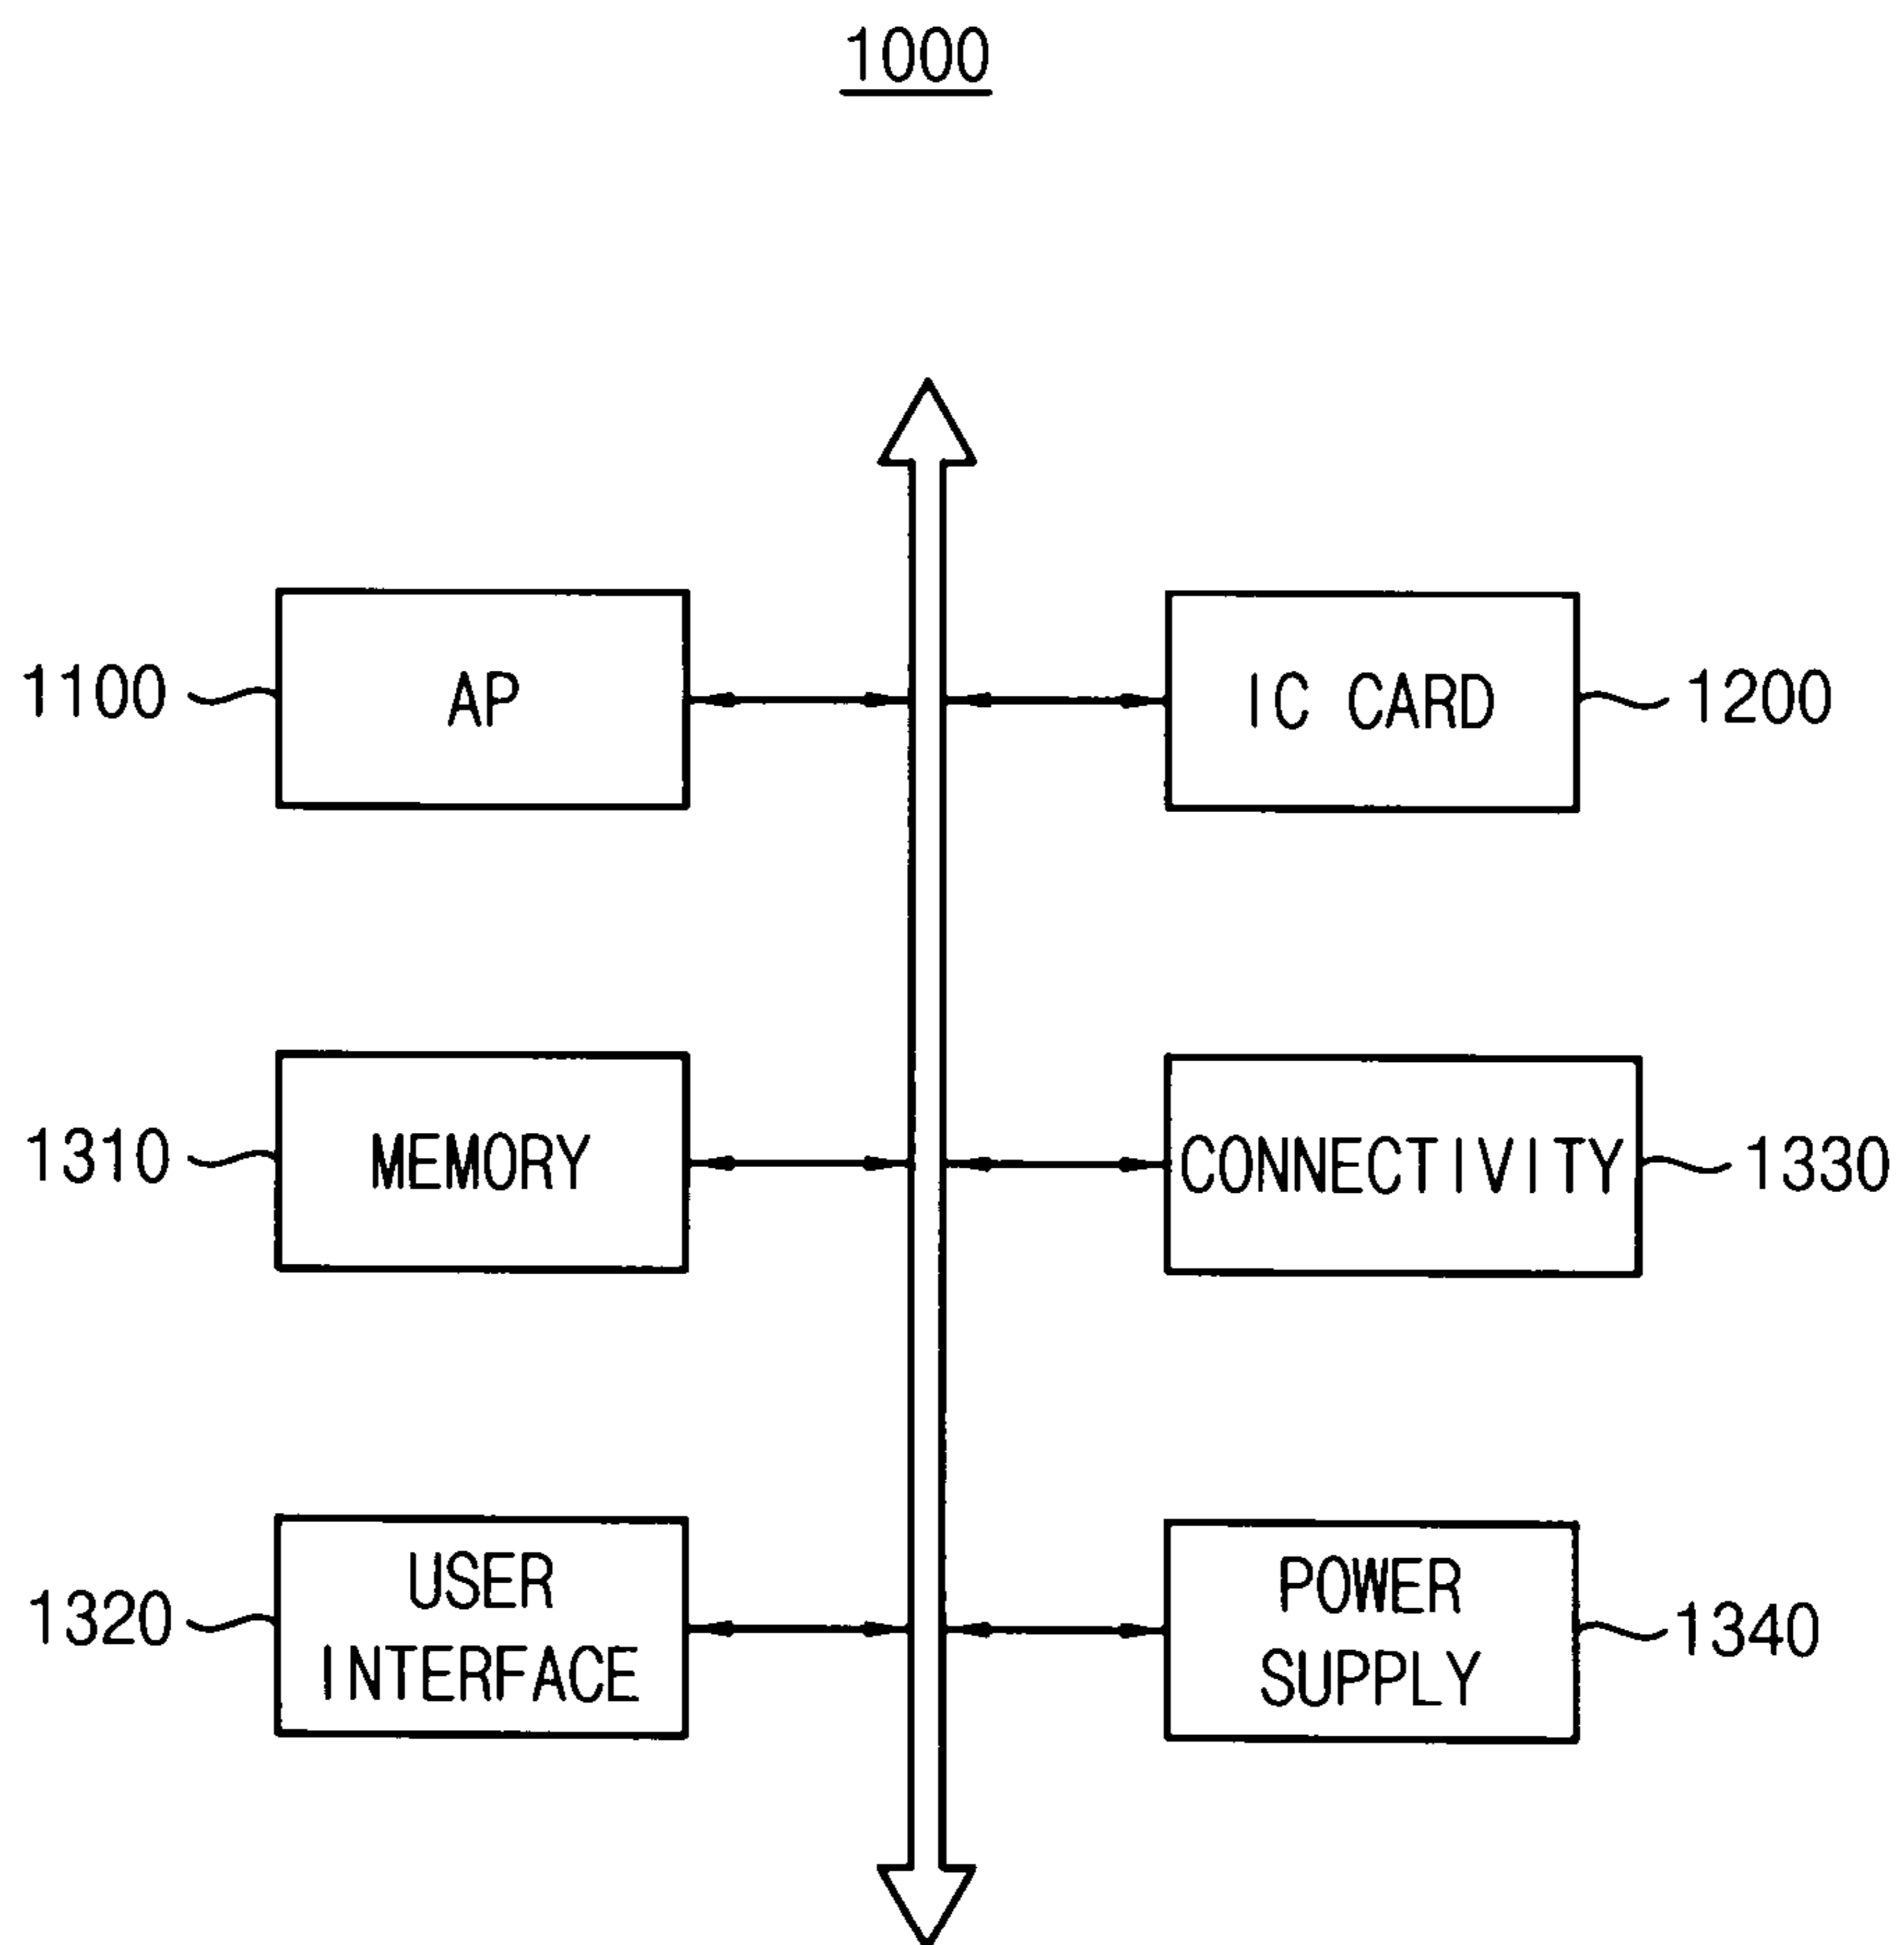 1000
1100
AP
IC CARD
1200
1310
MEMORY
CONNECTIVITY
1330
1320
USER
INTERFACE
POWER
SUPPLY
1340